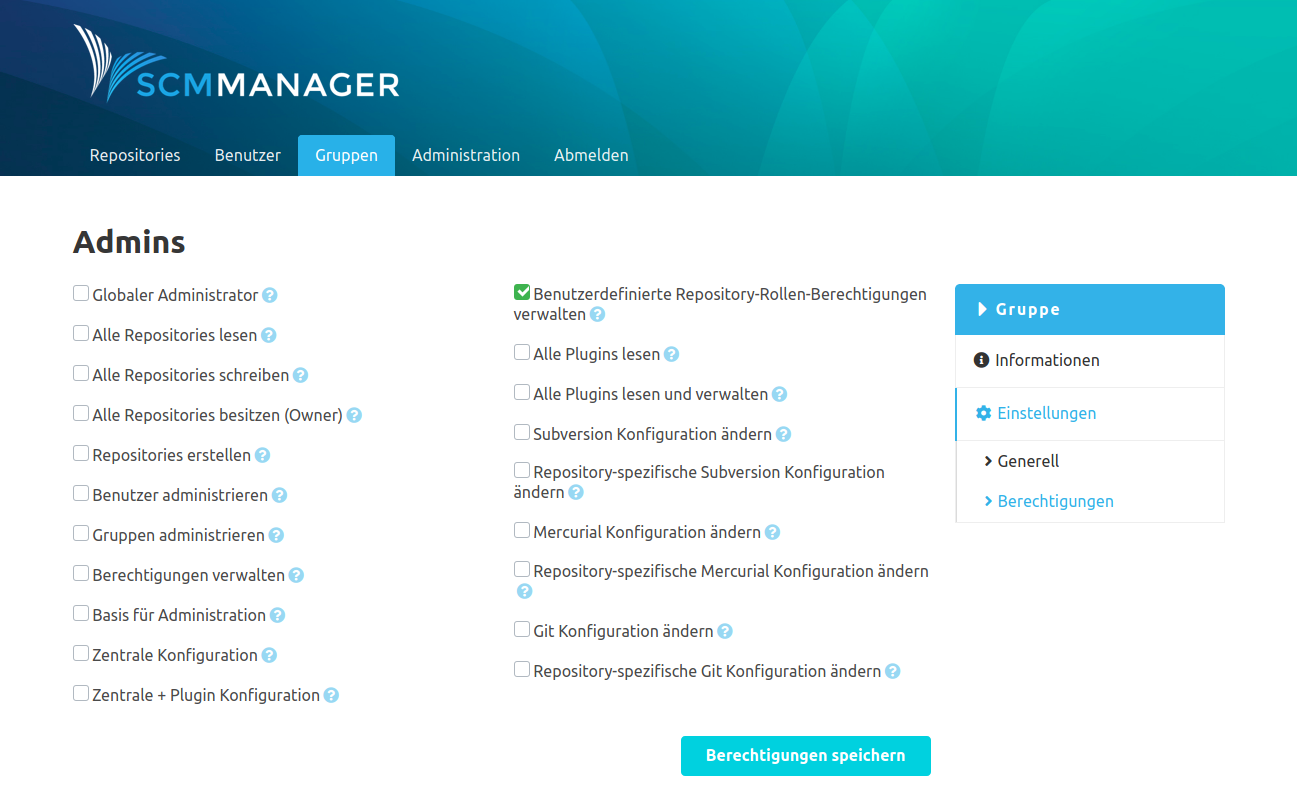 SCMMANAGER
Repositories
Benutzer
Gruppen
Administration
Abmelden
Admins
Globaler Administrator
Alle Repositories lesen
Alle Repositories schreiben
Alle Repositories besitzen (Owner)
Repositories erstellen
Benutzer administrieren
Gruppen administrieren
Berechtigungen verwalten
Basis für Administration
Zentrale Konfiguration
Zentrale + Plugin Konfiguration
Benutzerdefinierte Repository-Rollen-Berechtigungen
verwalten
Alle Plugins lesen
Alle Plugins lesen und verwalten
Subversion Konfiguration ändern
Repository-spezifische Subversion Konfiguration
ändern
Mercurial Konfiguration ändern
Repository-spezifische Mercurial Konfiguration ändern
Git Konfiguration ändern
Repository-spezifische Git Konfiguration ändern
Berechtigungen speichern
Gruppe
Informationen
Einstellungen
Generell
Berechtigungen